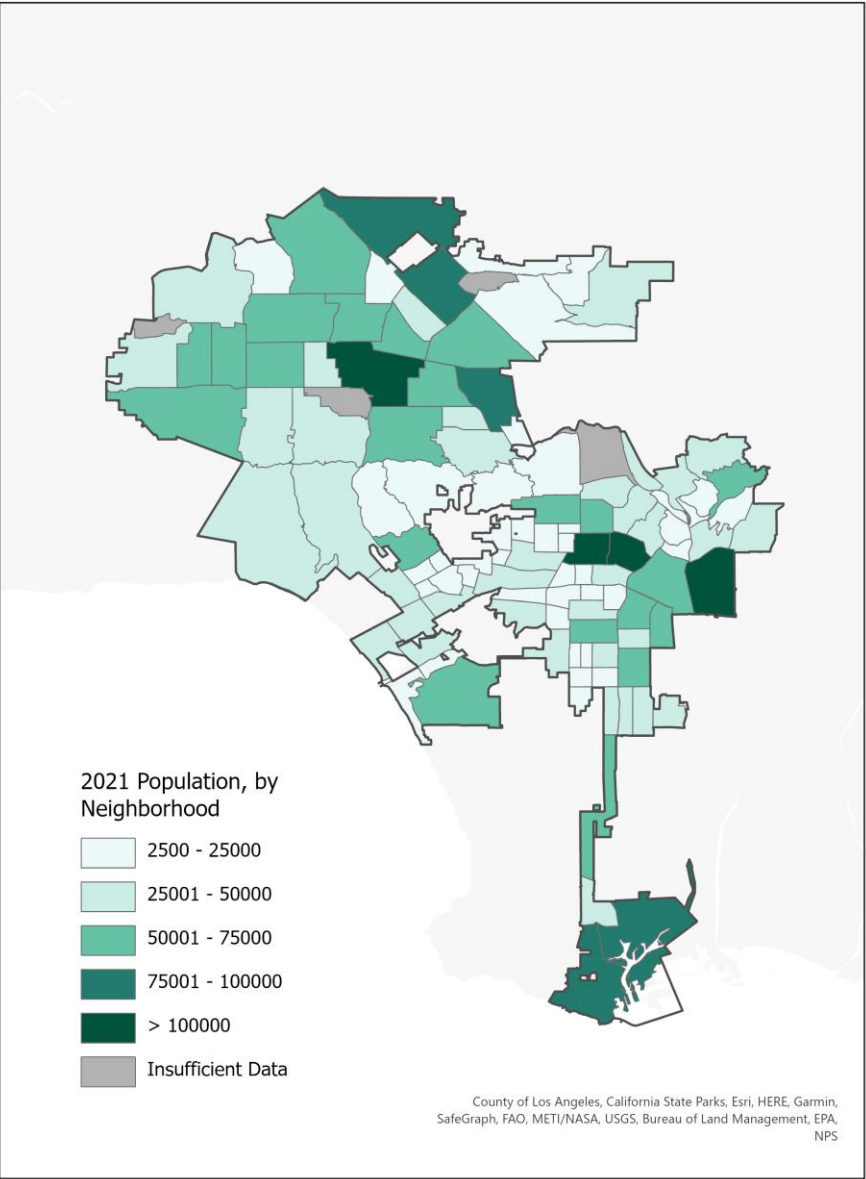 2021 Population, by
Neighborhood
2500 - 25000
25001 - 50000
50001 - 75000
75001 - 100000
> 100000
Insufficient Data
County of Los Angeles, California State Parks, Esri, HERE, Garmin,
SafeGraph, FAO, METI/NASA, USGS, Bureau of Land Management, EPA,
NPS